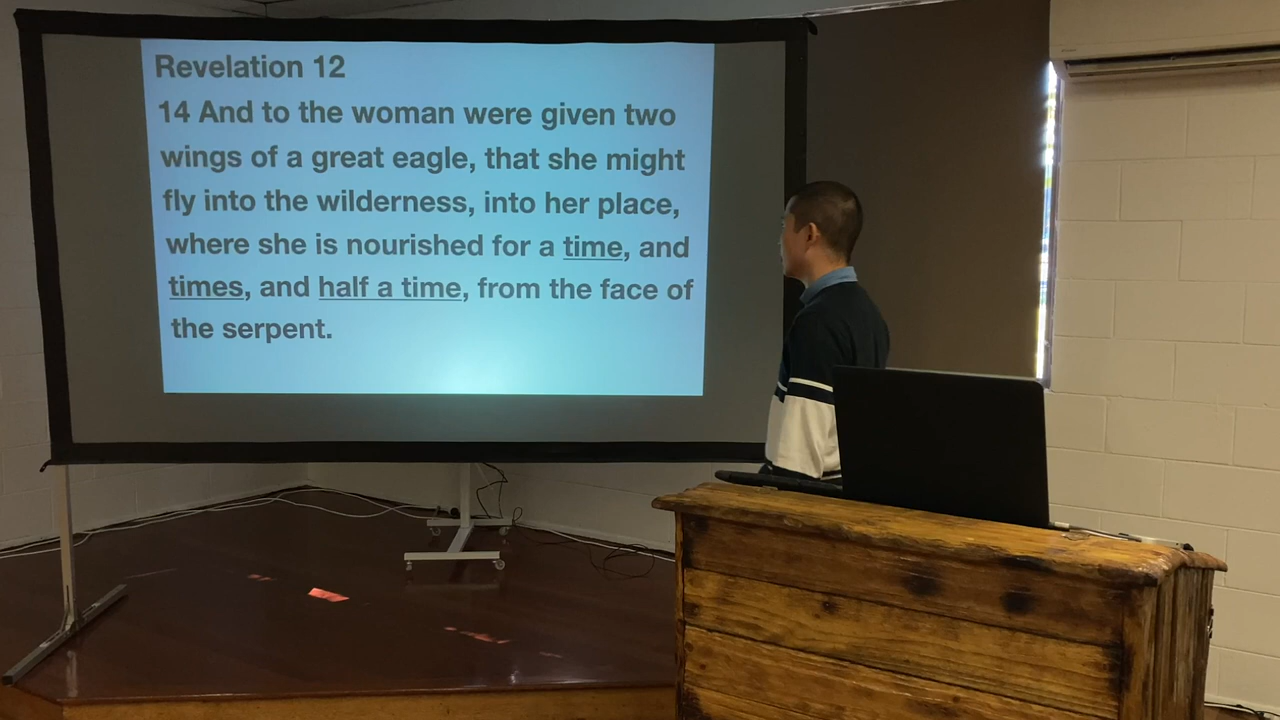 Revelation 12
14 And to the woman were given two
wings of a great eagle, that she might
fly into the wilderness, into her place,
where she is nourished for a time, and
times, and half a time, from the face of
the serpent.